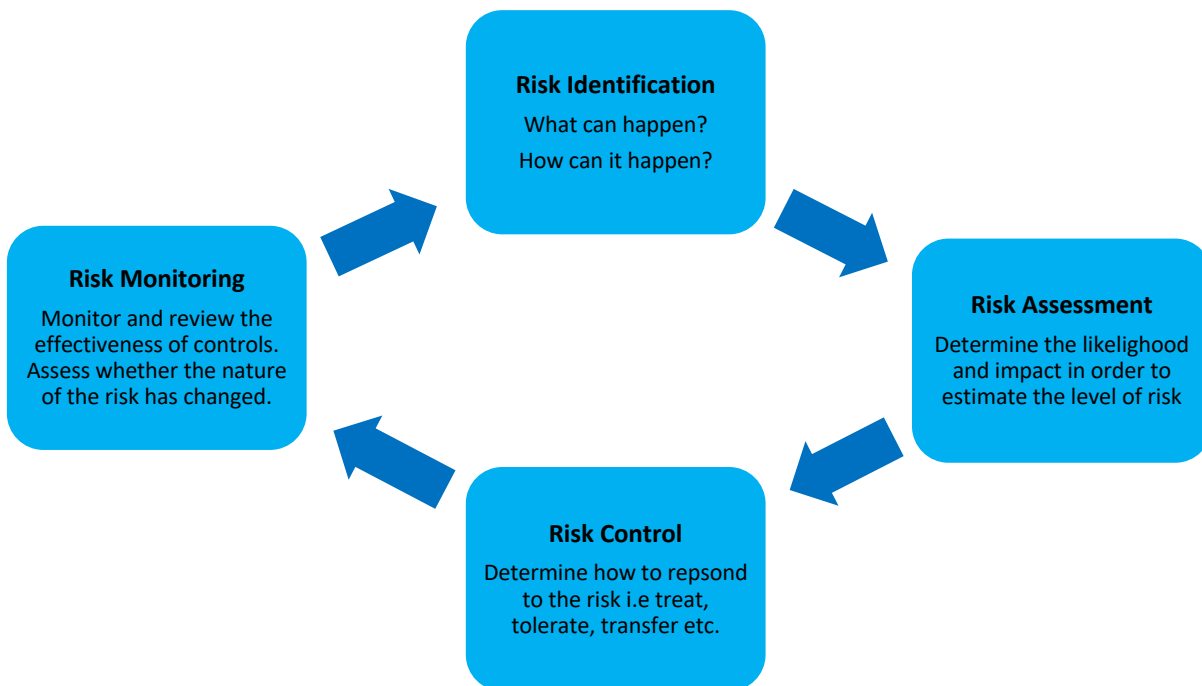 Risk Identification
What can happen?
How can it happen?
Risk Assessment
Determine the likelighood
and impact in order to
estimate the level of risk
Risk Control
Determine how to repsond
to the risk i.e treat,
tolerate, transfer etc.
Risk Monitoring
Monitor and review the
effectiveness of controls.
Assess whether the nature
of the risk has changed.